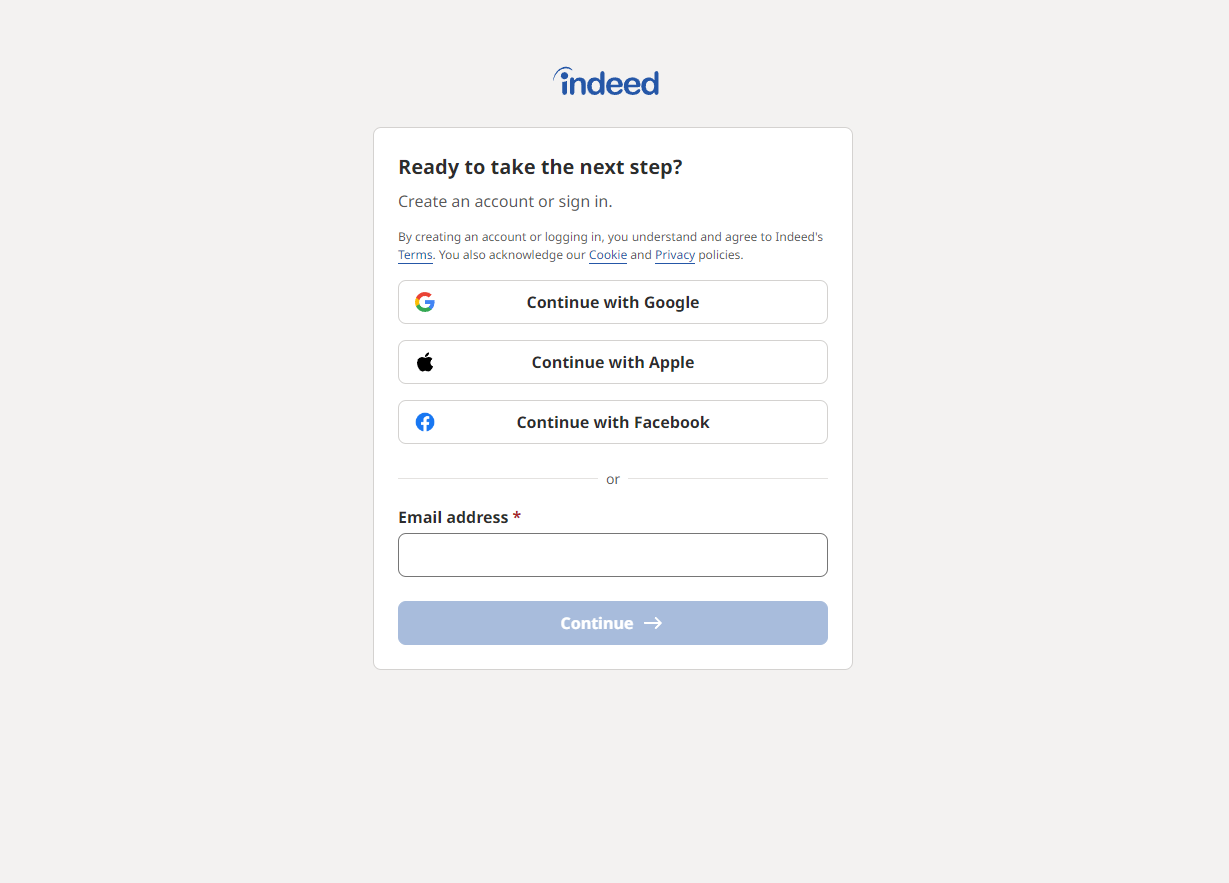 indeed
Ready to take the next step?
Create an account or sign in.
By creating an account or logging in, you understand and agree to Indeed's
Terms. You also acknowledge our Cookie and Privacy policies.
Continue with Google
Continue with Apple
Continue with Facebook
or
Email address *
Continue →